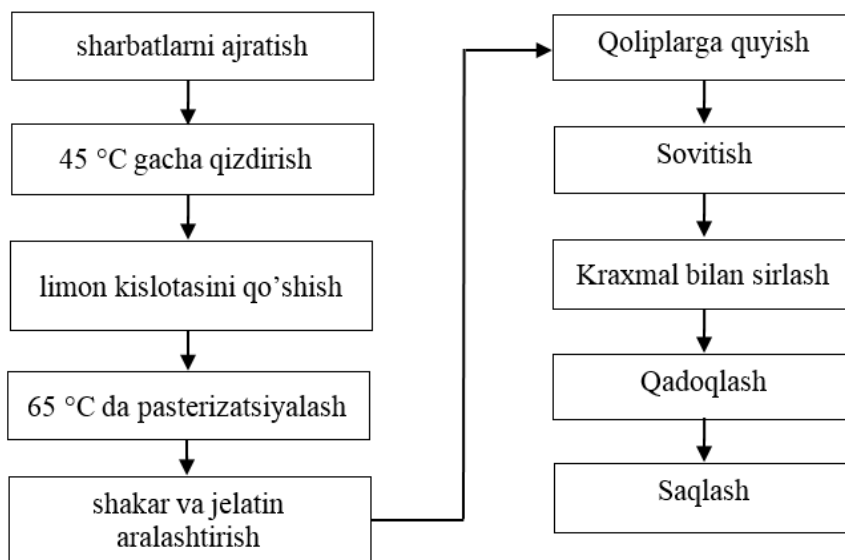 sharbatlarni ajratish
45 °C gacha qizdirish
limon kislotasini qo’shish
65 °C da pasterizatsiyalash
shakar va jelatin
aralashtirish
Qoliplarga quyish
Sovitish
Kraxmal bilan sirlash
Qadoqlash
Saqlash